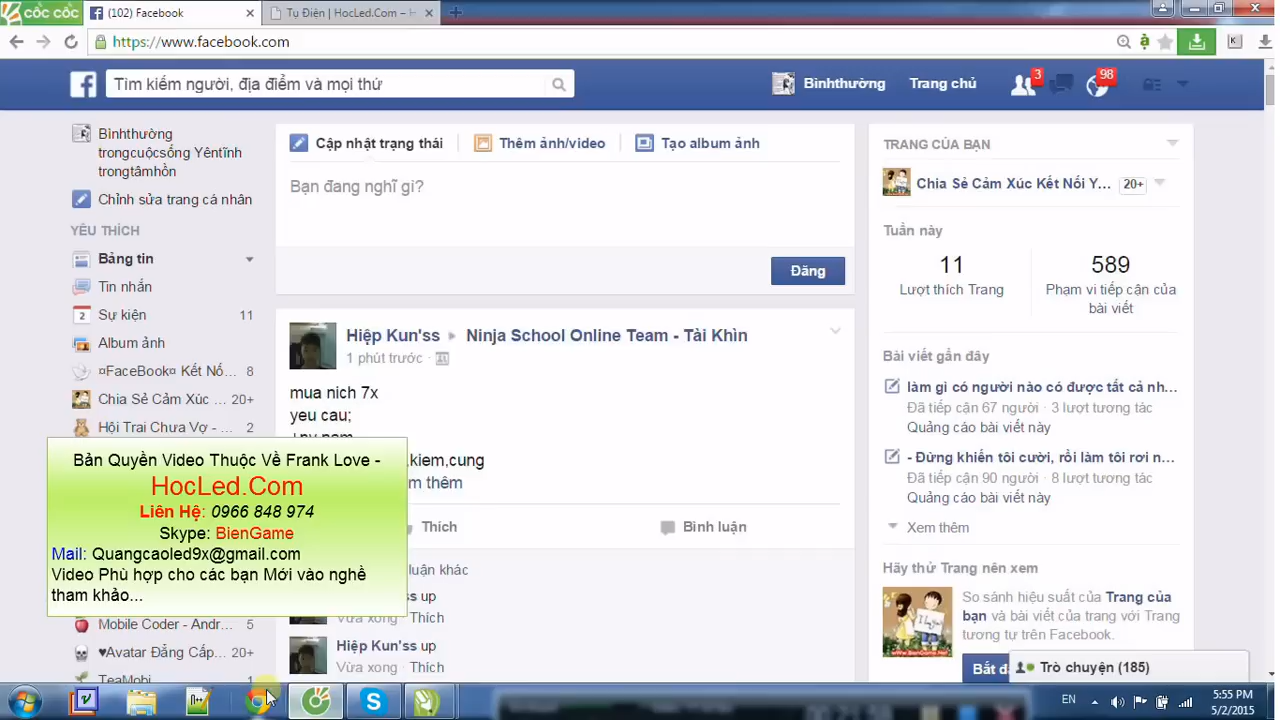 cốc cốc
(102) Facebook
Tụ Điện | HocLed.Com –
https://www.facebook.com
Tìm kiếm người, địa điểm và mọi thứ
Bìnhthường
Trang chủ
3
98
Bìnhthường
trongcuộcsống Yêntĩnh
trongtâmhồn
Chỉnh sửa trang cá nhân
YÊU THÍCH
Bảng tin
Tin nhắn
2 Sự kiện 11
Album ảnh
¤FaceBook¤ Kết Nố... 8
Chia Sẻ Cảm Xúc ... 20+
Hội Trai Chưa Vợ - ... 2
Cập nhật trạng thái
Thêm ảnh/video
Tạo album ảnh
Bạn đang nghĩ gì?
Đăng
Hiệp Kun'ss
Ninja School Online Team - Tài Khìn
1 phút trước
mua nich 7x
yeu cau;
,kiem,cung
m thêm
Thích
Bình luận
luận khác
ss up
Vừa xong · Thích
Hiệp Kun'ss up
Vừa xong · Thích
Bản Quyền Video Thuộc Về Frank Love -
HocLed.Com
Liên Hệ: 0966 848 974
Skype: BienGame
Mail: Quangcaoled9x@gmail.com
Video Phù hợp cho các bạn Mới vào nghề
tham khảo...
Mobile Coder - Andr... 5
♥Avatar Đăng Cấp... 20+
TeaMobi 1
TRANG CỦA BẠN
Chia Sẻ Cảm Xúc Kết Nối Y... 20+
Tuần này
11
Lượt thích Trang
589
Phạm vi tiếp cận của
bài viết
Bài viết gần đây
làm gì có người nào có được tất cả nh...
Đã tiếp cận 67 người · 3 lượt tương tác
Quảng cáo bài viết này
- Đừng khiến tôi cười, rồi làm tôi rơi n...
Đã tiếp cận 90 người · 8 lượt tương tác
Quảng cáo bài viết này
Xem thêm
Hãy thử Trang nên xem
So sánh hiệu suất của Trang của
bạn và bài viết của trang với Trang
tương tự trên Facebook.
www.BienGame.Net
Bắt đ
Trò chuyện (185)
EN
5:55 PM
5/2/2015